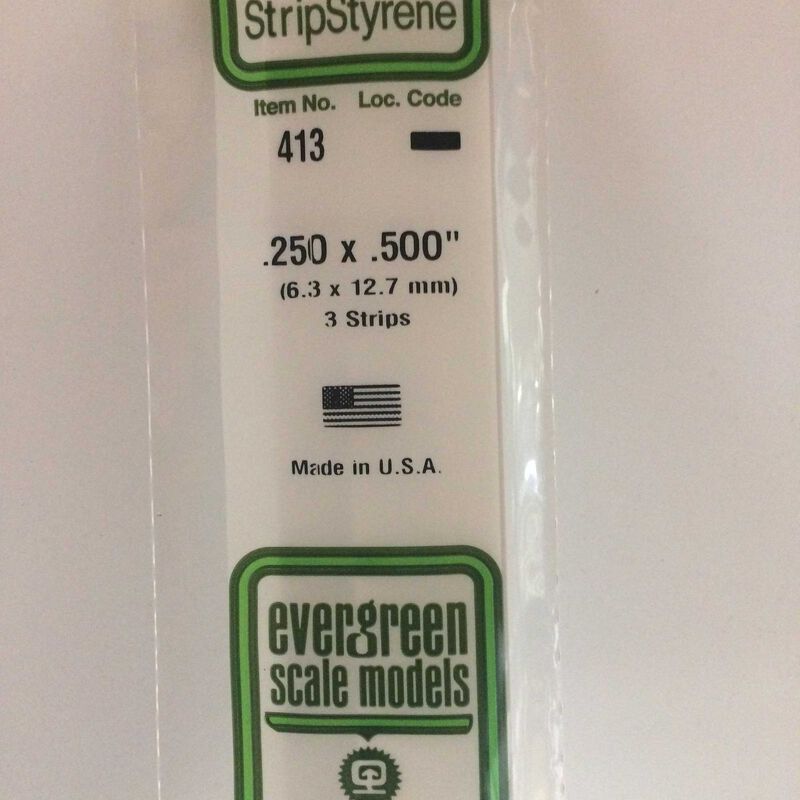 StripStyrene
Item No. Loc. Code
413
.250 x .500"
(6.3 x 12.7 mm)
3 Strips
Made in U.S.A.
evergreen
scale models